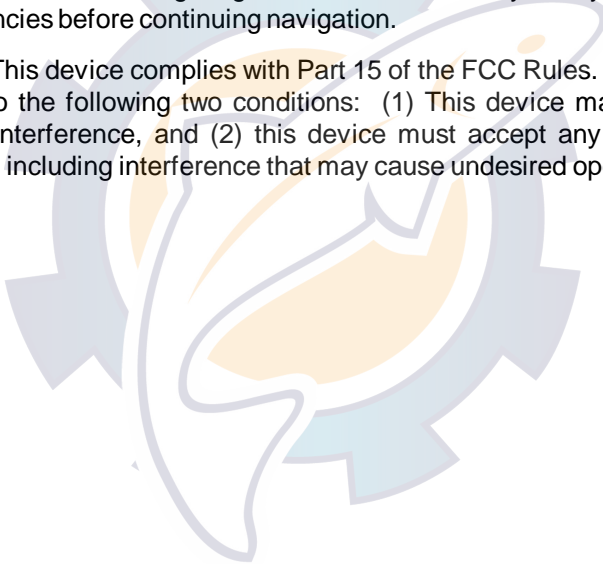 ncies before continuing navigation.
This device complies with Part 15 of the FCC Rules.
o the following two conditions: (1) This device ma
nterference, and (2) this device must accept any
including interference that may cause undesired op